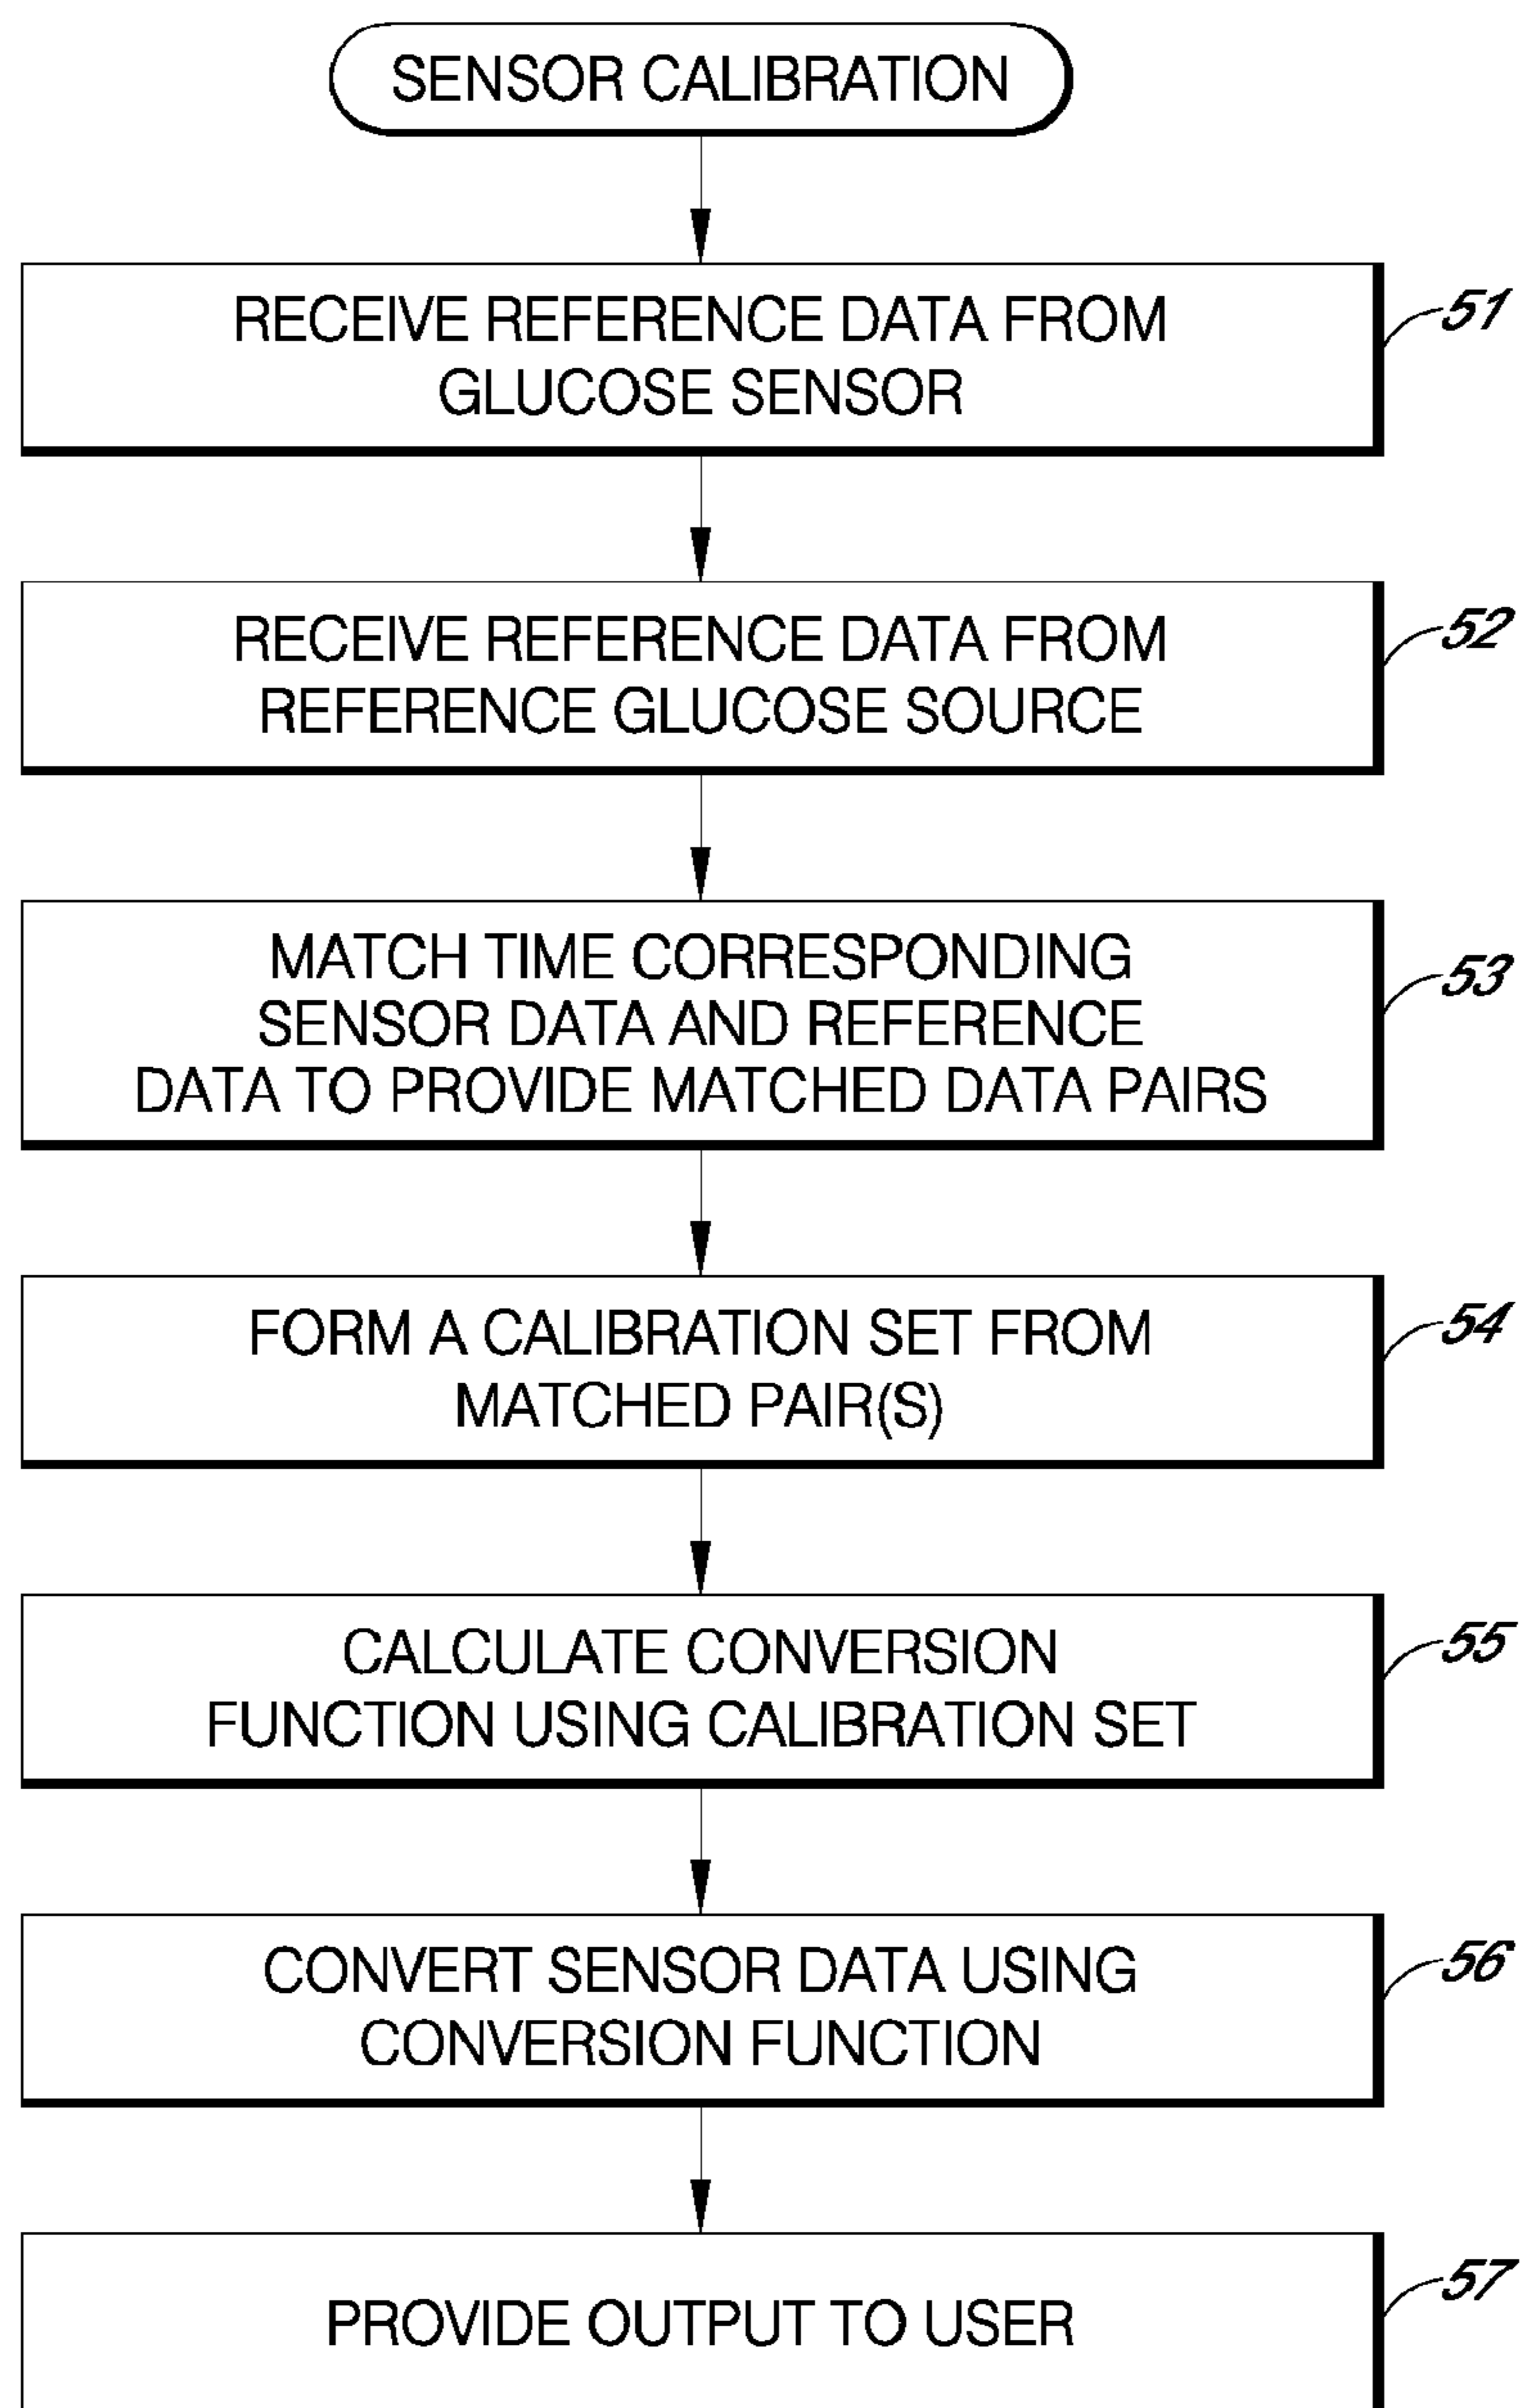 SENSOR CALIBRATION
RECEIVE REFERENCE DATA FROM
GLUCOSE SENSOR
51
RECEIVE REFERENCE DATA FROM
REFERENCE GLUCOSE SOURCE
52
MATCH TIME CORRESPONDING
SENSOR DATA AND REFERENCE
DATA TO PROVIDE MATCHED DATA PAIRS
53
FORM A CALIBRATION SET FROM
MATCHED PAIR(S)
54
CALCULATE CONVERSION
FUNCTION USING CALIBRATION SET
55
CONVERT SENSOR DATA USING
CONVERSION FUNCTION
56
PROVIDE OUTPUT TO USER
57